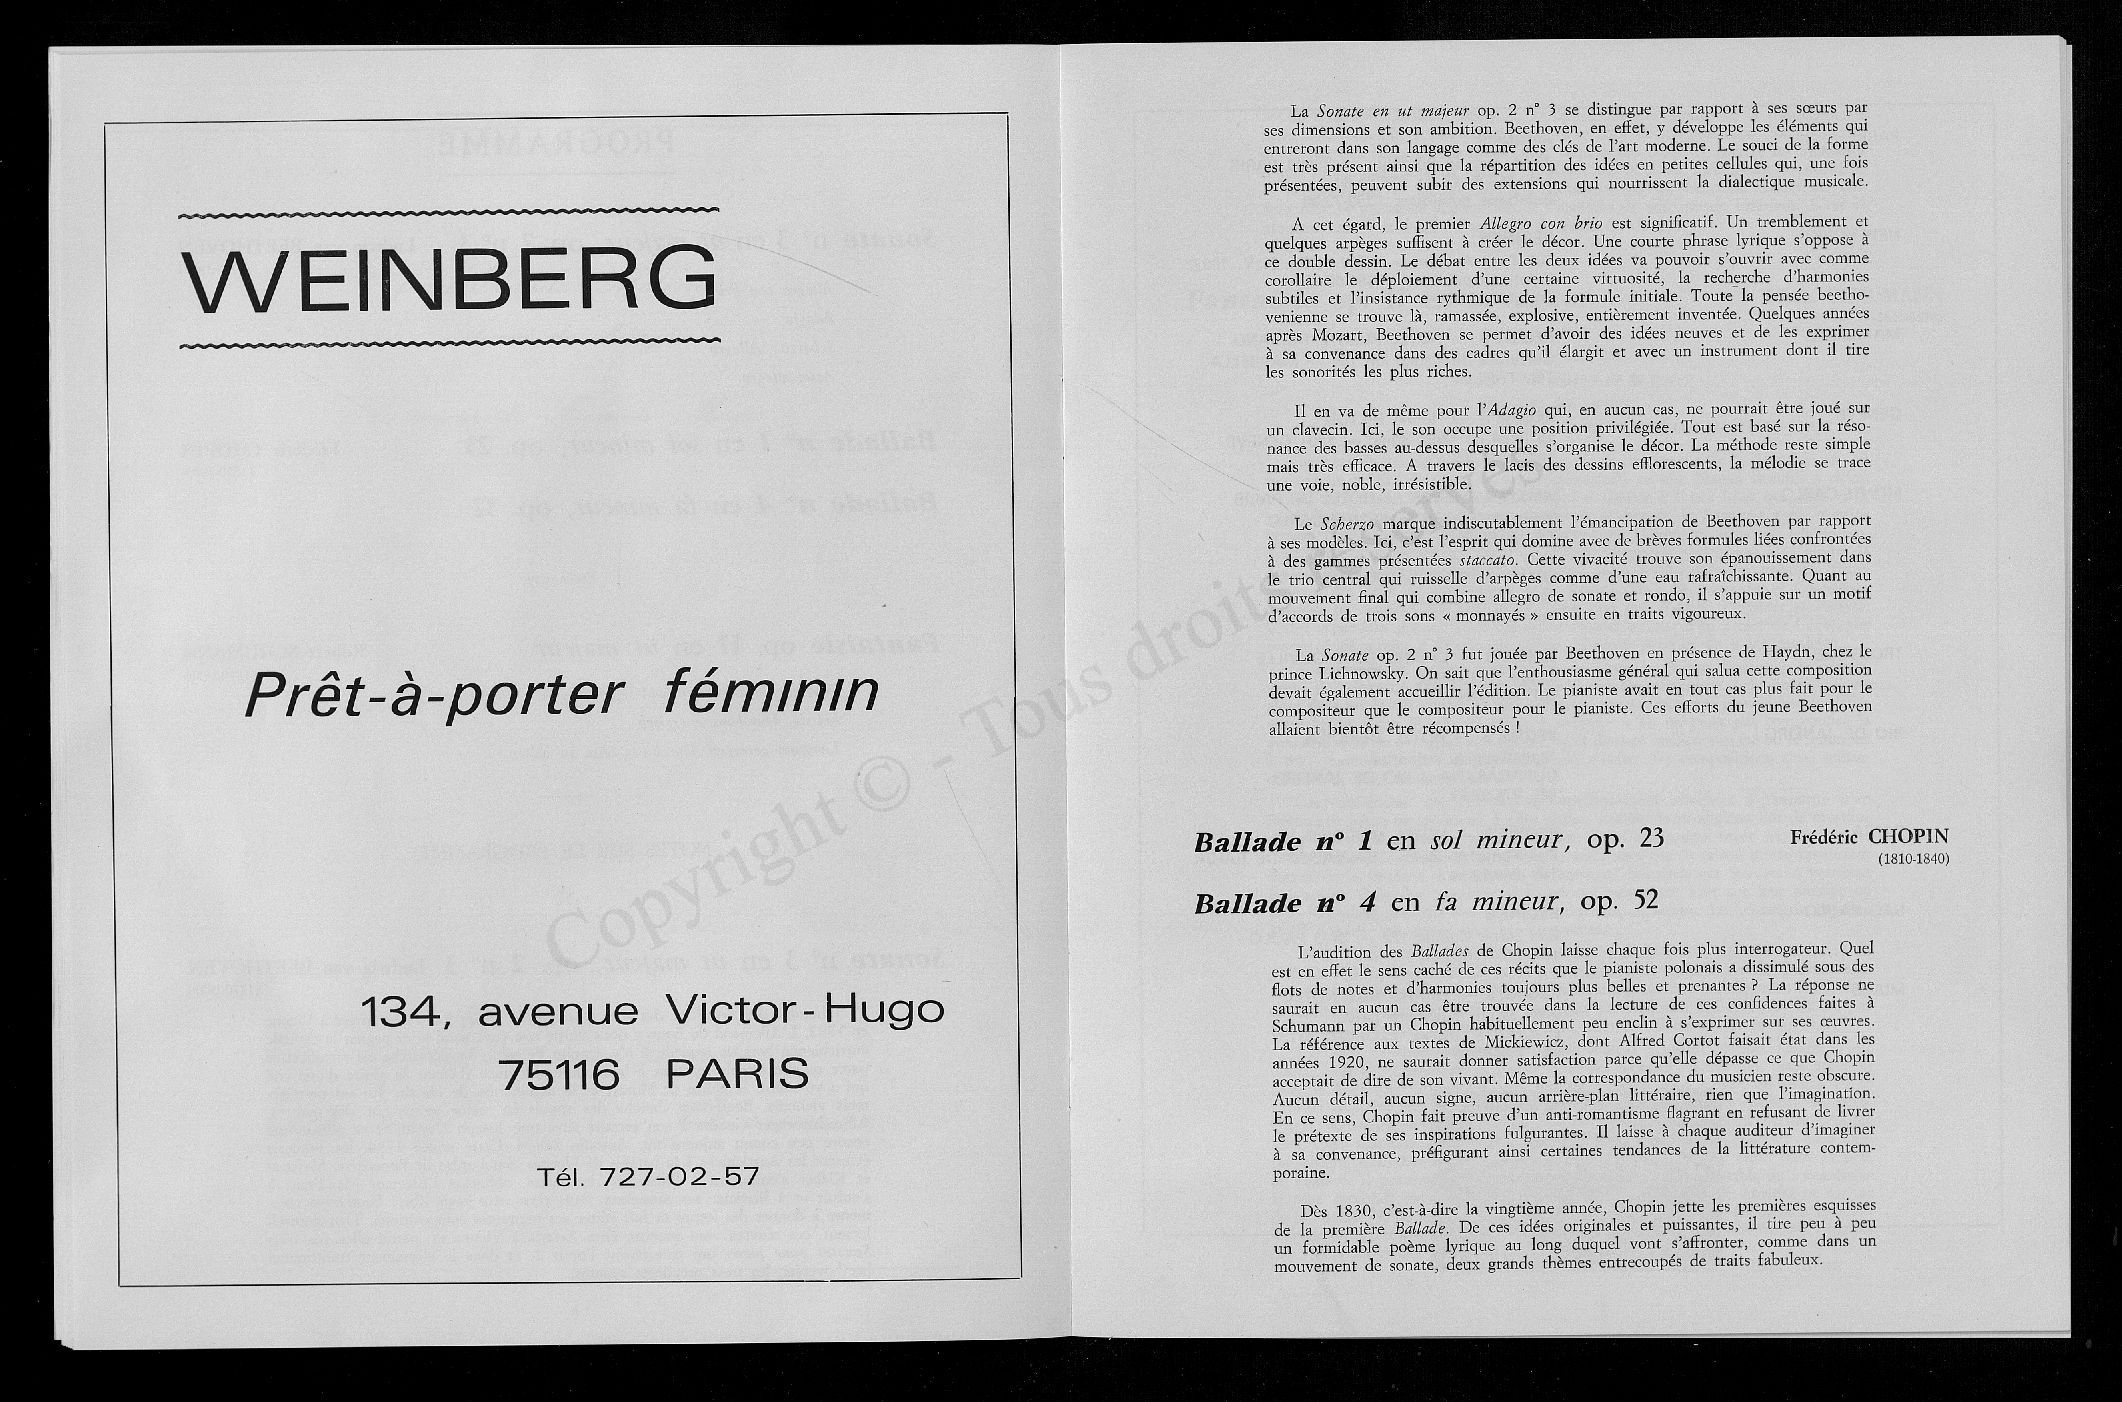 WEINBERG
Prêt-à-porter féminin
134, avenue Victor-Hugo
75116 PARIS
Tél. 727-02-57
La Sonate en ut majeur op. 2 n° 3 se distingue par rapport à ses sœurs par
ses dimensions et son ambition. Beethoven, en effet, y développe les éléments qui
entreront dans son langage comme des clés de l'art moderne. Le souci de la forme
est très présent ainsi que la répartition des idées en petites cellules qui, une fois
présentées, peuvent subir des extensions qui nourrissent la dialectique musicale.
A cet égard, le premier Allegro con brio est significatif. Un tremblement et
quelques arpèges suffisent à créer le décor. Une courte phrase lyrique s'oppose à
ce double dessin. Le débat entre les deux idées va pouvoir s'ouvrir avec comme
corollaire le déploiement d'une certaine virtuosité, la recherche d'harmonies
subtiles et l'insistance rythmique de la formule initiale. Toute la pensée beetho-
venienne se trouve là, ramassée, explosive, entièrement inventée. Quelques années
après Mozart, Beethoven se permet d'avoir des idées neuves et de les exprimer
à sa convenance dans des cadres qu'il élargit et avec un instrument dont il tire
les sonorités les plus riches.
Il en va de même pour l'Adagio qui, en aucun cas, ne pourrait être joué sur
un clavecin. Ici, le son occupe une position privilégiée. Tout est basé sur la réso-
nance des basses au-dessus desquelles s'organise le décor. La méthode reste simple
mais très efficace. A travers le lacis des dessins efflorescents, la mélodie se trace
une voie, noble, irrésistible.
Le Scherzo marque indiscutablement l'émancipation de Beethoven par rapport
à ses modèles. Ici, c'est l'esprit qui domine avec de brèves formules liées confrontées
à des gammes présentées staccato. Cette vivacité trouve son épanouissement dans
le trio central qui ruisselle d'arpèges comme d'une eau rafraîchissante. Quant au
mouvement final qui combine allegro de sonate et rondo, il s'appuie sur un motif
d'accords de trois sons « monnayés » ensuite en traits vigoureux.
La Sonate op. 2 n° 3 fut jouée par Beethoven en présence de Haydn, chez le
prince Lichnowsky. On sait que l'enthousiasme général qui salua cette composition
devait également accueillir l'édition. Le pianiste avait en tout cas plus fait pour le
compositeur que le compositeur pour le pianiste. Ces efforts du jeune Beethoven
allaient bientôt être récompensés !
Ballade n° 1 en sol mineur, op. 23 Frédéric CHOPIN
(1810-1840)
Ballade n° 4 en fa mineur, op. 52
L'audition des Ballades de Chopin laisse chaque fois plus interrogateur. Quel
est en effet le sens caché de ces récits que le pianiste polonais a dissimulé sous des
flots de notes et d'harmonies toujours plus belles et prenantes ? La réponse ne
saurait en aucun cas être trouvée dans la lecture de ces confidences faites à
Schumann par un Chopin habituellement peu enclin à s'exprimer sur ses œuvres.
La référence aux textes de Mickiewicz, dont Alfred Cortot faisait état dans les
années 1920, ne saurait donner satisfaction parce qu'elle dépasse ce que Chopin
acceptait de dire de son vivant. Même la correspondance du musicien reste obscure.
Aucun détail, aucun signe, aucun arrière-plan littéraire, rien que l'imagination.
En ce sens, Chopin fait preuve d'un anti-romantisme flagrant en refusant de livrer
le prétexte de ses inspirations fulgurantes. Il laisse à chaque auditeur d'imaginer
à sa convenance, préfigurant ainsi certaines tendances de la littérature contem-
poraine.
Dès 1830, c'est-à-dire la vingtième année, Chopin jette les premières esquisses
de la première Ballade. De ces idées originales et puissantes, il tire peu à peu
un formidable poème lyrique au long duquel vont s'affronter, comme dans un
mouvement de sonate, deux grands thèmes entrecoupés de traits fabuleux.
Copyright © - Tous droits réservés